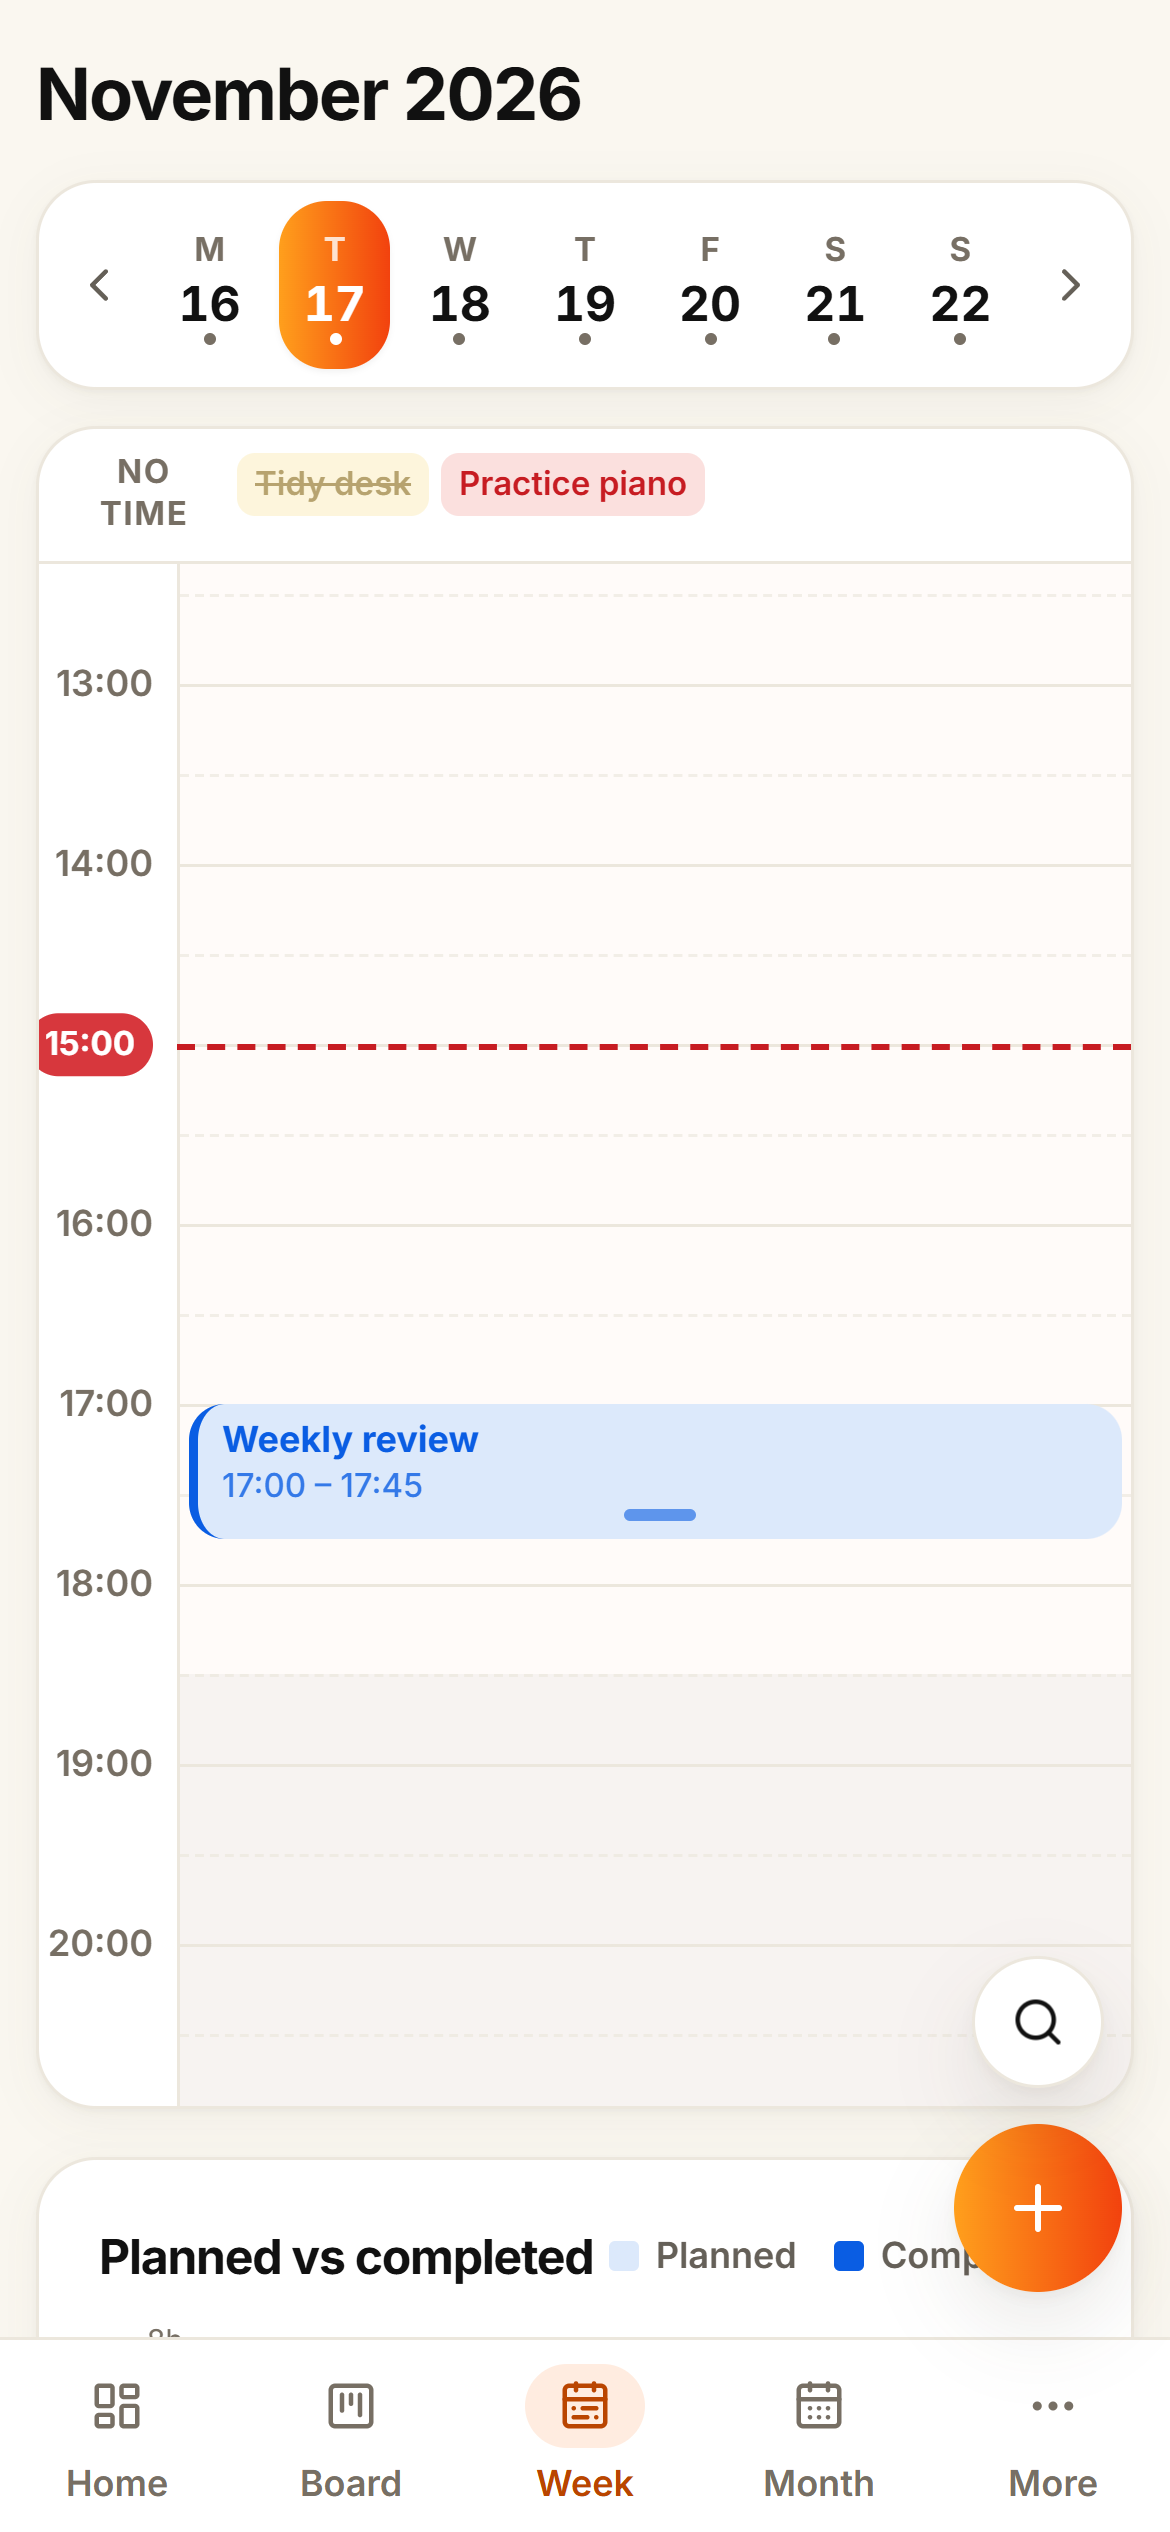 November 2026
M T W T F S S
16 17 18 19 20 21 22
NO
TIME
Tidy desk Practice piano
13:00
14:00
15:00
16:00
17:00
Weekly review
17:00 – 17:45
18:00
19:00
20:00
Planned vs completed Planned
Home Board Week Month More